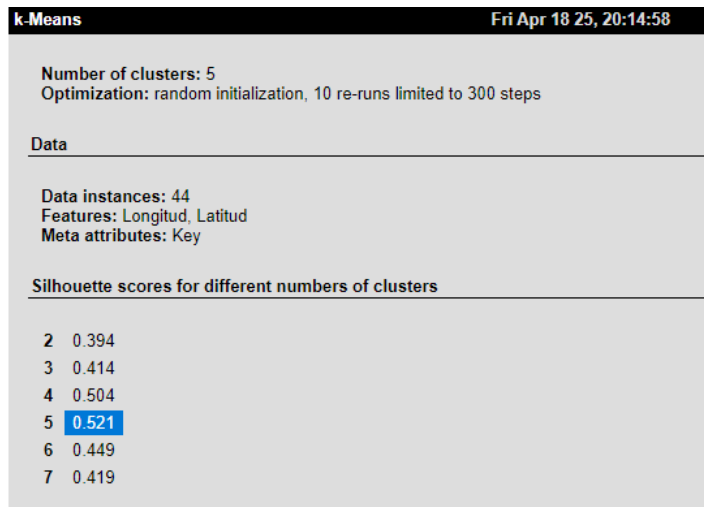 k-Means Fri Apr 18 25, 20:14:58
Number of clusters: 5
Optimization: random initialization, 10 re-runs limited to 300 steps
Data
Data instances: 44
Features: Longitud, Latitud
Meta attributes: Key
Silhouette scores for different numbers of clusters
2 0.394
3 0.414
4 0.504
5 0.521
6 0.449
7 0.419